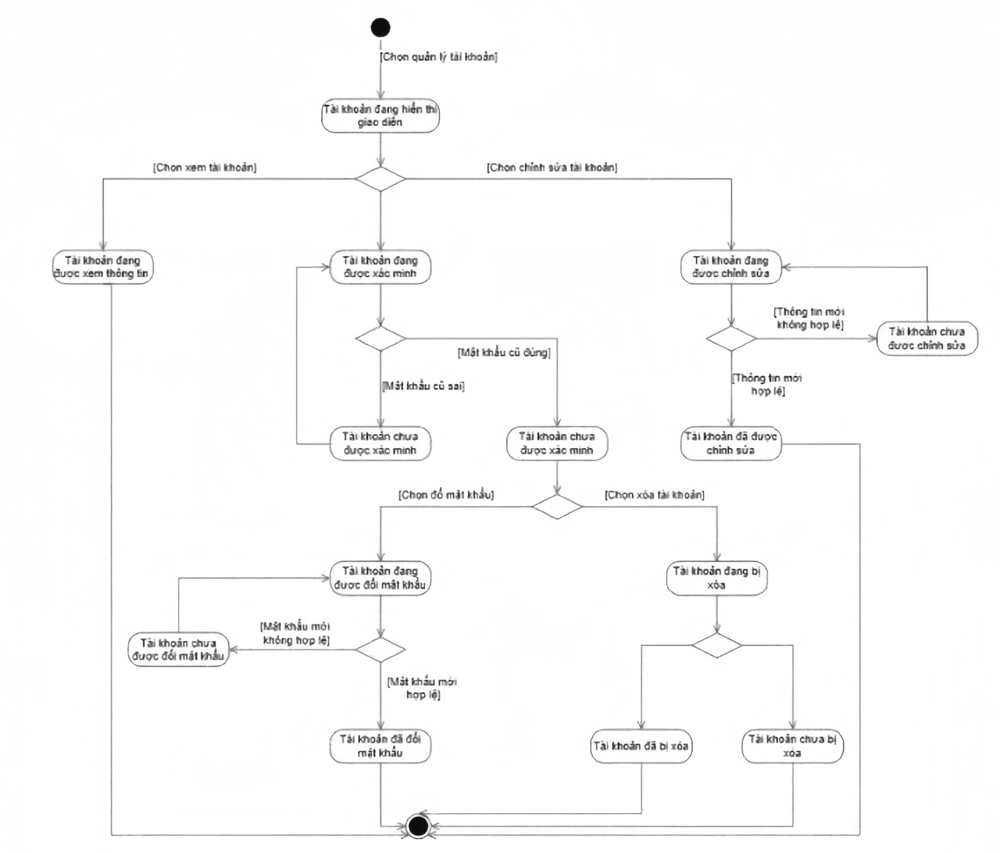 [Chọn quản lý tài khoản]
Tài khoản đang hiển thị
giao diện
[Chọn xem tài khoản]
[Chọn chỉnh sửa tài khoản]
Tài khoản đang
được xem thông tin
Tài khoản đang
được xác minh
Tài khoản đang
được chỉnh sửa
[Thông tin mới
không hợp lệ]
Tài khoản chưa
được chỉnh sửa
[Mật khẩu cũ đúng]
[Mật khẩu cũ sai]
[Thông tin mới
hợp lệ]
Tài khoản chưa
được xác minh
Tài khoản chưa
được xác minh
Tài khoản đã được
chỉnh sửa
[Chọn đổ mật khẩu]
[Chọn xóa tài khoản]
Tài khoản đang
được đổi mật khẩu
Tài khoản đang bị
xóa
[Mật khẩu mới
không hợp lệ]
Tài khoản chưa
được đổi mật khẩu
[Mật khẩu mới
hợp lệ]
Tài khoản đã đổi
mật khẩu
Tài khoản đã bị xóa
Tài khoản chưa bị
xóa